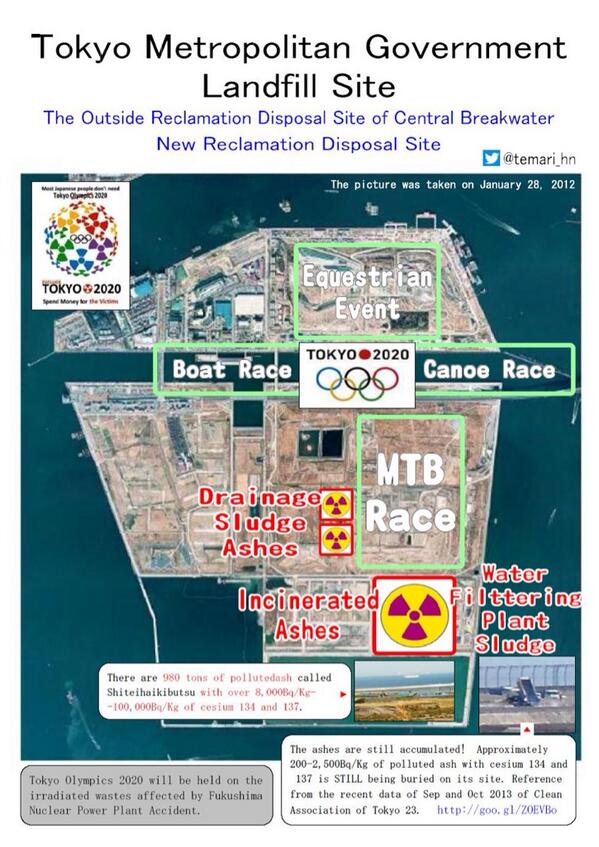 Tokyo Metropolitan Government
Landfill Site
The Outside Reclamation Disposal Site of Central Breakwater
New Reclamation Disposal Site
@temari_hn
The picture was taken on January 28, 2012
Most Japanese people don't need
Tokyo Olympics 2020
TOKYO 2020
Spend Money for the Victims
Equestrian
Event
Boat Race
TOKYO 2020
Canoe Race
MTB
Race
Drainage
Sludge
Ashes
Incinerated
Ashes
Water
Filttering
Plant
Sludge
There are 980 tons of pollutedash called
Shiteihaikibutsu with over 8,000Bq/Kg-
-100,000Bq/Kg of cesium 134 and 137.
The ashes are still accumulated! Approximately
200-2,500Bq/Kg of polluted ash with cesium 134 and
137 is STILL being buried on its site. Reference
from the recent data of Sep and Oct 2013 of Clean
Association of Tokyo 23. http://goo.gl/ZOEVBo
Tokyo Olympics 2020 will be held on the
irradiated wastes affected by Fukushima
Nuclear Power Plant Accident.